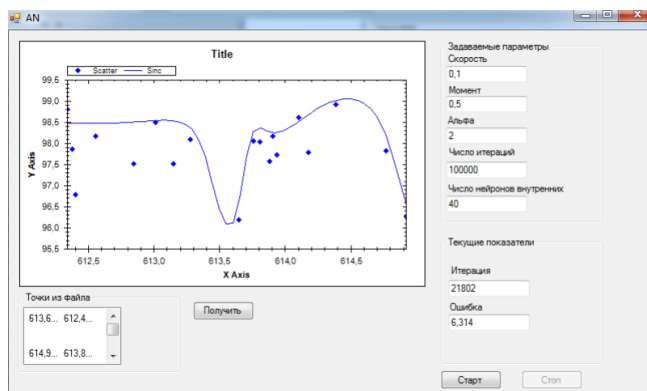 AN
Title
Scatter Sinc
99,5
99,0
98,5
98,0
97,5
97,0
96,5
96,0
95,5
Y Axis
612,5 613,0 613,5 614,0 614,5
X Axis
Точки из файла
613,6... 612,4...
614,9... 613,8...
Получить
Задаваемые параметры
Скорость
0,1
Момент
0,5
Альфа
2
Число итераций
100000
Число нейронов внутренних
40
Текущие показатели
Итерация
21802
Ошибка
6,314
Старт Стоп